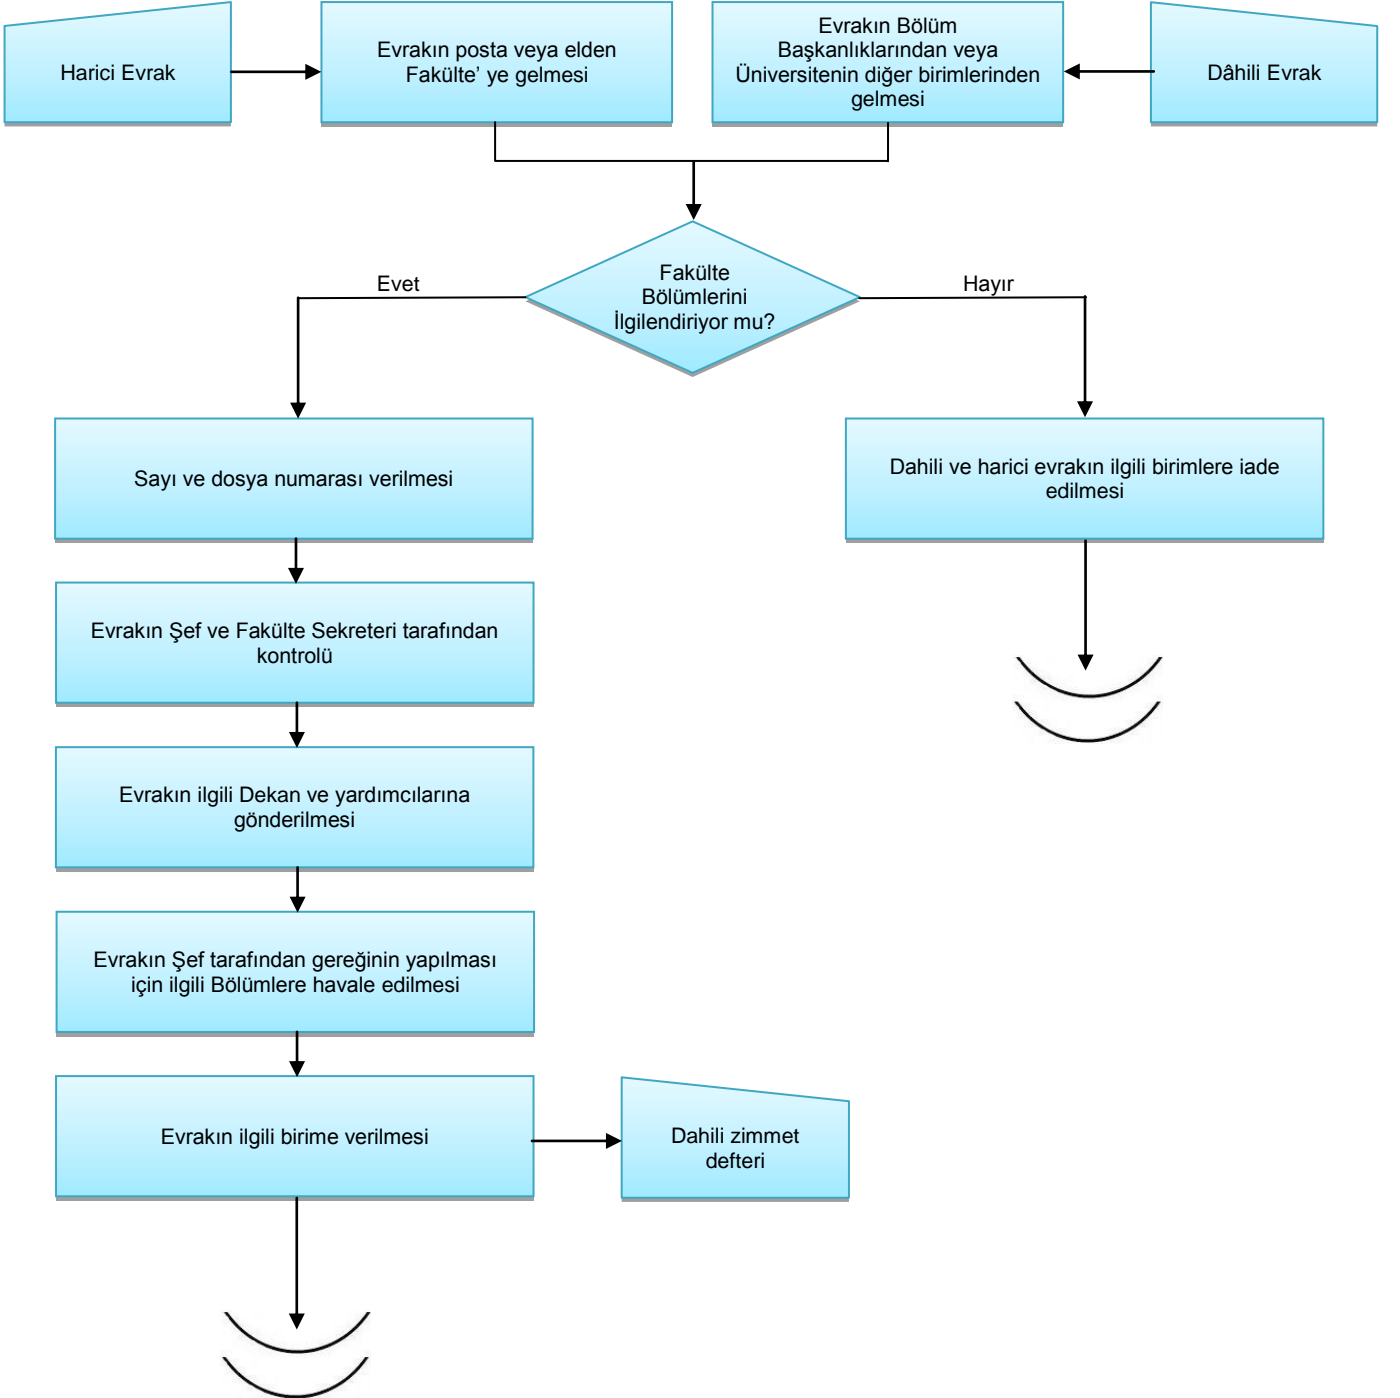 Harici Evrak
Evrakın posta veya elden
Fakülte’ ye gelmesi
Evrakın Bölüm
Başkanlıklarından veya
Üniversitenin diğer birimlerinden
gelmesi
Dâhili Evrak
Fakülte
Bölümlerini
İlgilendiriyor mu?
Evet
Hayır
Sayı ve dosya numarası verilmesi
Dahili ve harici evrakın ilgili birimlere iade
edilmesi
Evrakın Şef ve Fakülte Sekreteri tarafından
kontrolü
Evrakın ilgili Dekan ve yardımcılarına
gönderilmesi
Evrakın Şef tarafından gereğinin yapılması
için ilgili Bölümlere havale edilmesi
Evrakın ilgili birime verilmesi
Dahili zimmet
defteri